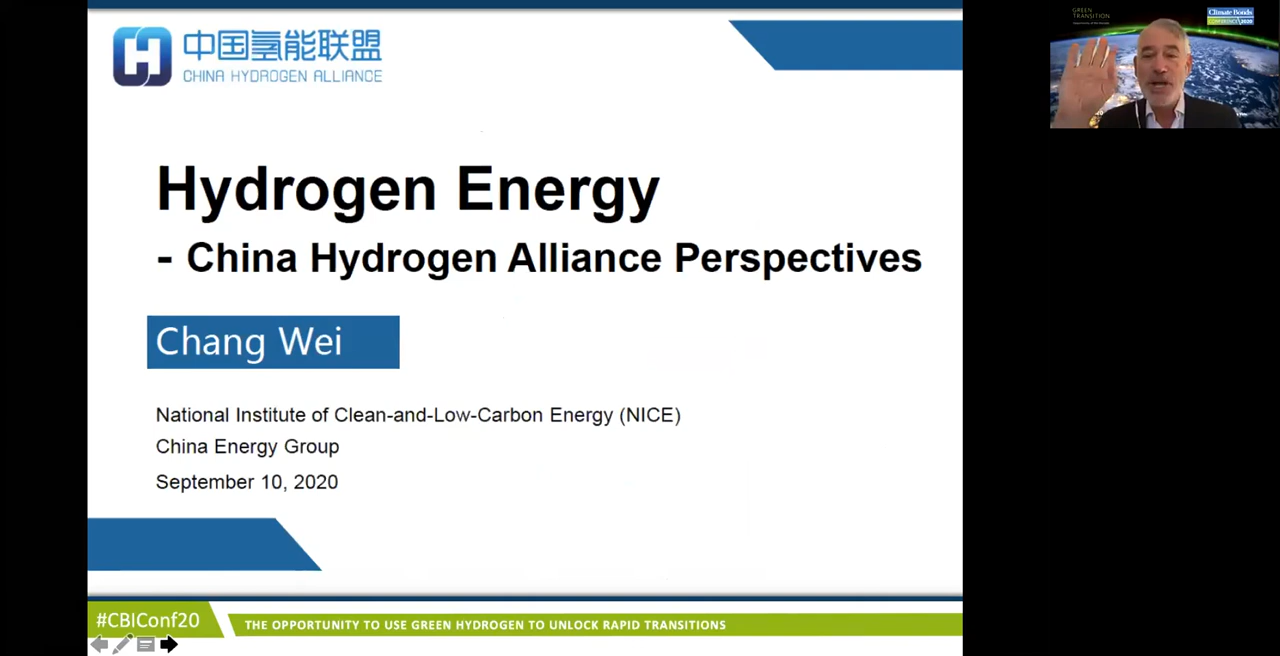 中国氢能联盟
CHINA HYDROGEN ALLIANCE
Hydrogen Energy
- China Hydrogen Alliance Perspectives
Chang Wei
National Institute of Clean-and-Low-Carbon Energy (NICE)
China Energy Group
September 10, 2020
#CBIConf20
THE OPPORTUNITY TO USE GREEN HYDROGEN TO UNLOCK RAPID TRANSITIONS
GREEN
TRANSITION
Climate Bonds
CONFERENCE 2020